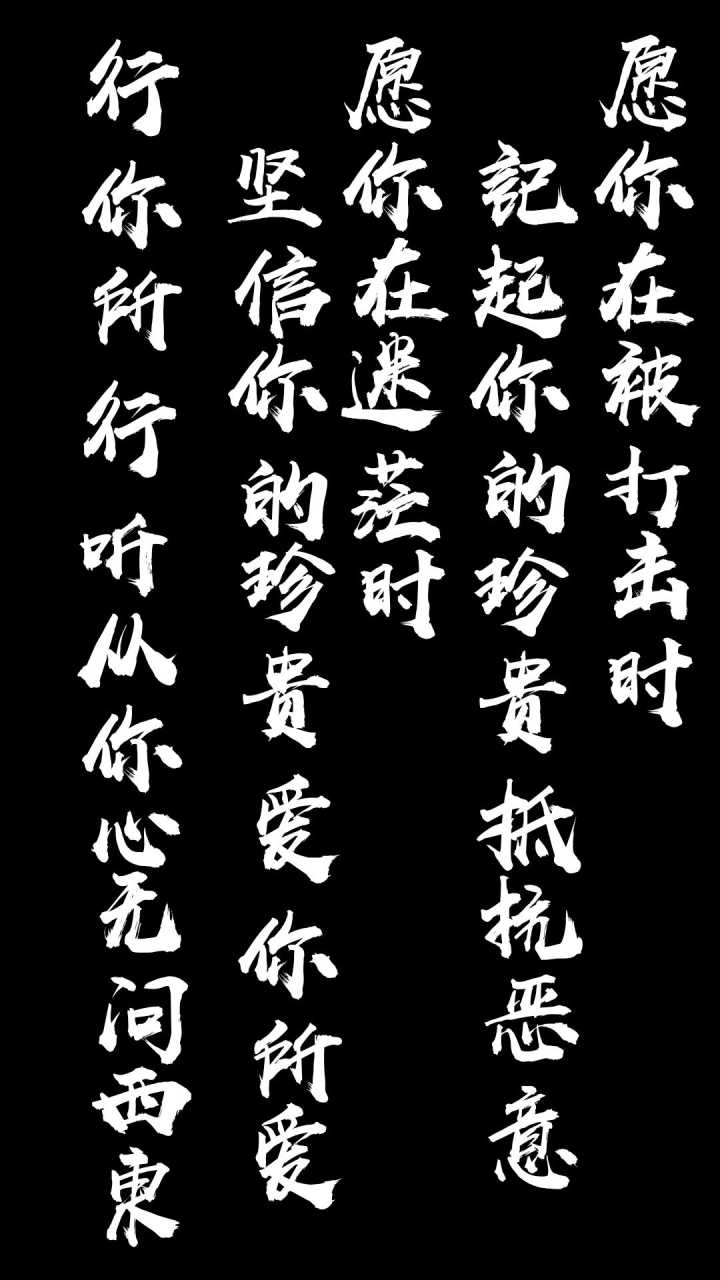 愿你在被打击时
記起你的珍贵抵抗恶意
愿你在迷茫时
坚信你的珍贵爱你所爱
行你所行听从你心无问西東